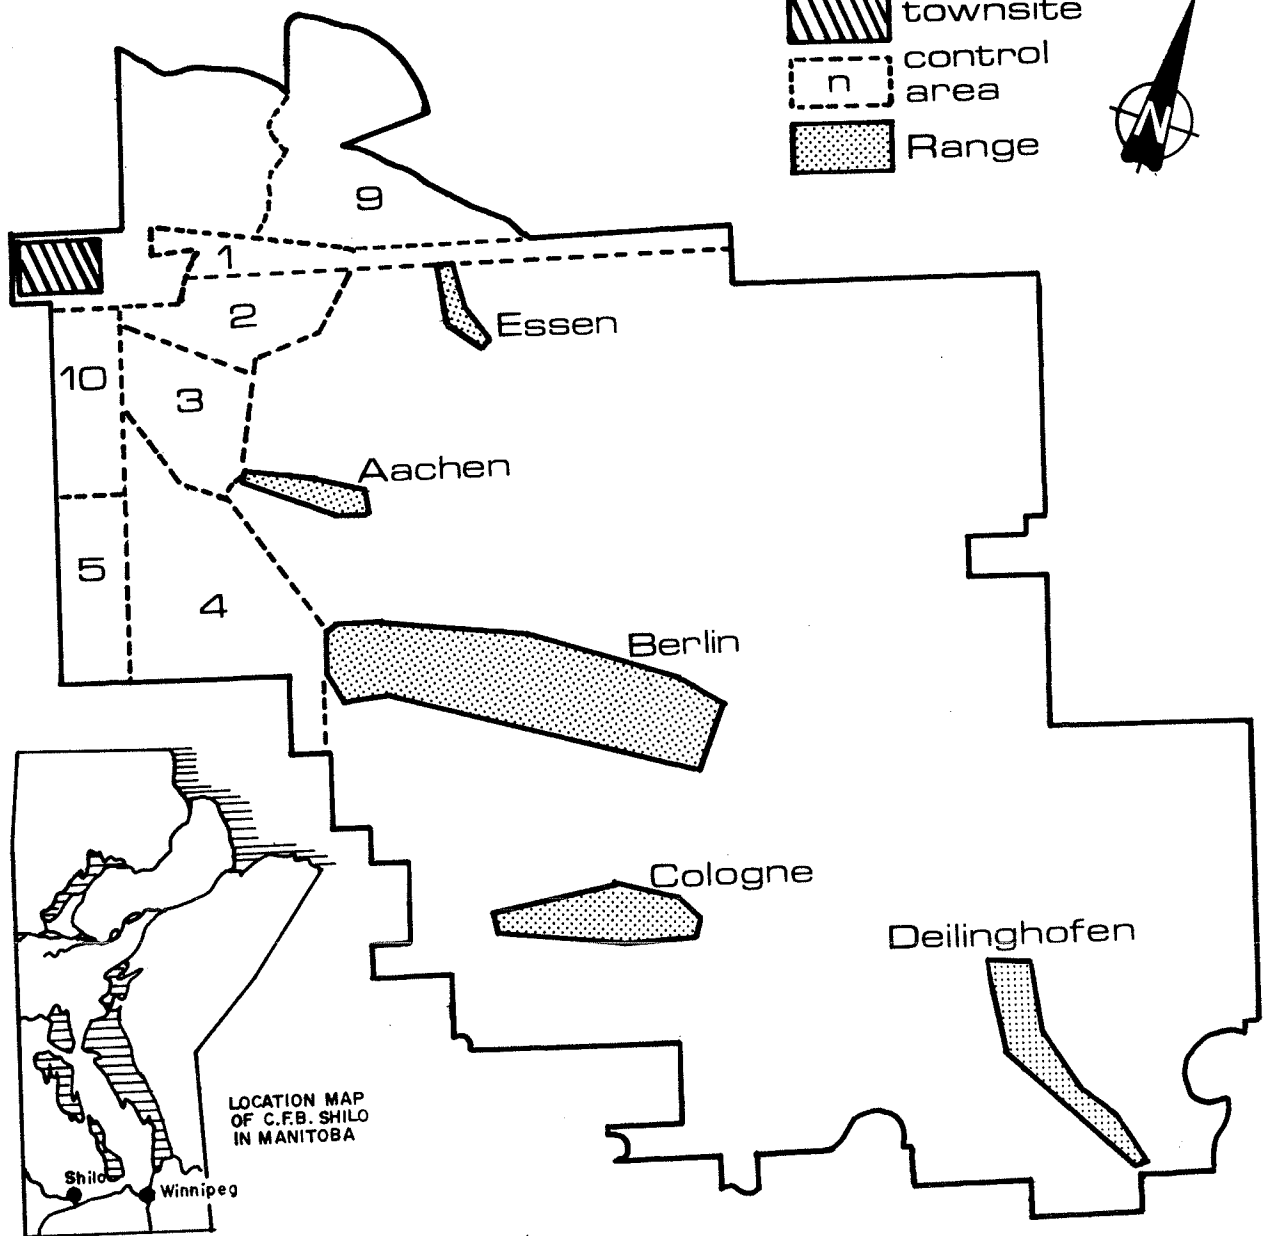 townsite
n
control
area
N
Range
9
1
2
Essen
10
3
Aachen
5
4
Berlin
Cologne
Deilinghofen
LOCATION MAP
OF C.F.B. SHILO
IN MANITOBA
Shilo
Winnipeg